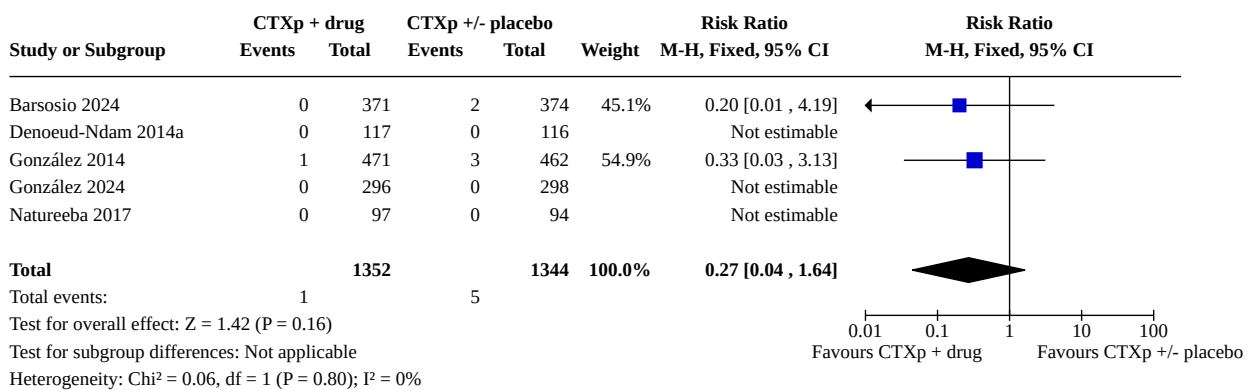 CTXp + drug CTXp +/- placebo Risk Ratio Risk Ratio
Study or Subgroup Events Total Events Total Weight M-H, Fixed, 95% CI M-H, Fixed, 95% CI
Barsosio 2024 0 371 2 374 45.1% 0.20 [0.01 , 4.19]
Denoeud-Ndam 2014a 0 117 0 116 Not estimable
González 2014 1 471 3 462 54.9% 0.33 [0.03 , 3.13]
González 2024 0 296 0 298 Not estimable
Natureeba 2017 0 97 0 94 Not estimable
Total 1352 1344 100.0% 0.27 [0.04 , 1.64]
Total events: 1 5
Test for overall effect: Z = 1.42 (P = 0.16)
0.01 0.1 1 10 100
Test for subgroup differences: Not applicable Favours CTXp + drug Favours CTXp +/- placebo
Heterogeneity: Chi² = 0.06, df = 1 (P = 0.80); I² = 0%